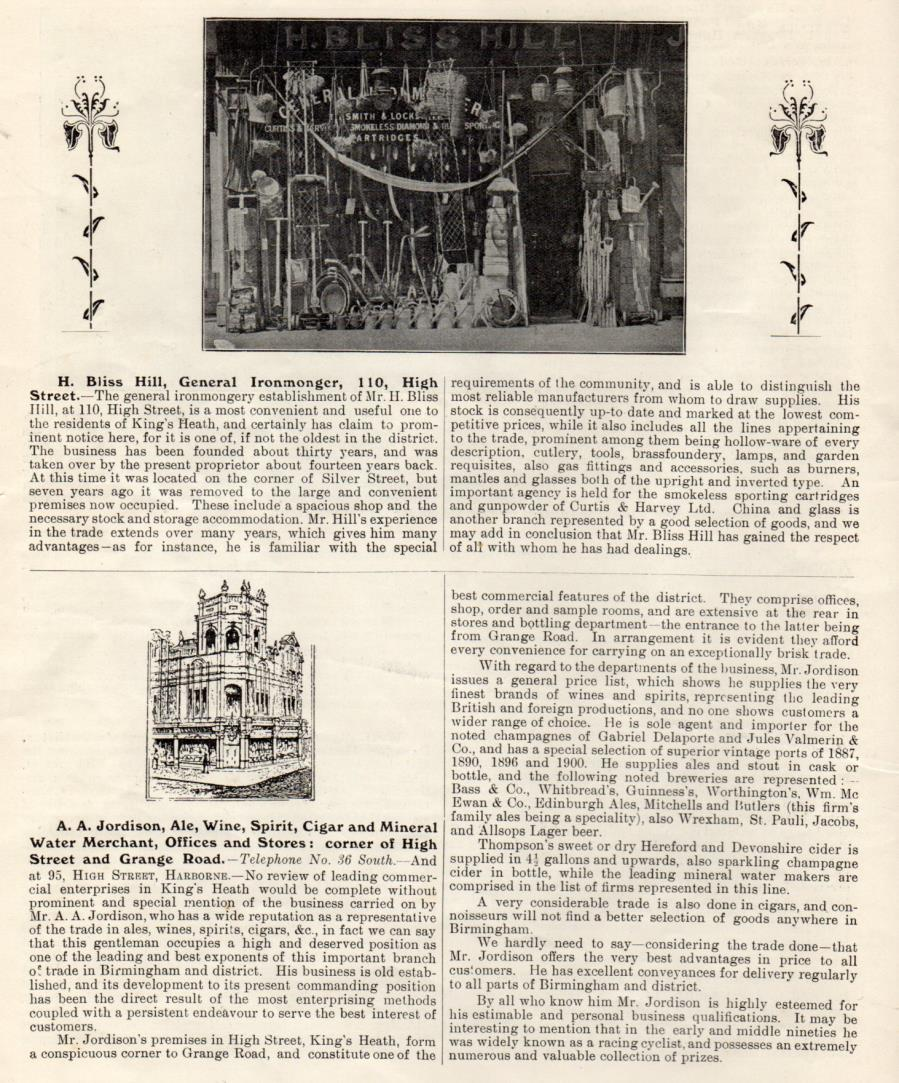 H. BLISS HILL J
GENERAL IRONMONGER
SMITH & LOCKS
CURTIS & HARVEY SMOKELESS DIAMOND & SPORTING
CARTRIDGES
H. Bliss Hill, General Ironmonger, 110, High
Street.—The general ironmongery establishment of Mr. H. Bliss
Hill, at 110, High Street, is a most convenient and useful one to
the residents of King's Heath, and certainly has claim to prom-
inent notice here, for it is one of, if not the oldest in the district.
The business has been founded about thirty years, and was
taken over by the present proprietor about fourteen years back.
At this time it was located on the corner of Silver Street, but
seven years ago it was removed to the large and convenient
premises now occupied. These include a spacious shop and the
necessary stock and storage accommodation. Mr. Hill's experience
in the trade extends over many years, which gives him many
advantages—as for instance, he is familiar with the special
requirements of the community, and is able to distinguish the
most reliable manufacturers from whom to draw supplies. His
stock is consequently up-to date and marked at the lowest com-
petitive prices, while it also includes all the lines appertaining
to the trade, prominent among them being hollow-ware of every
description, cutlery, tools, brassfoundery, lamps, and garden
requisites, also gas fittings and accessories, such as burners,
mantles and glasses both of the upright and inverted type. An
important agency is held for the smokeless sporting cartridges
and gunpowder of Curtis & Harvey Ltd. China and glass is
another branch represented by a good selection of goods, and we
may add in conclusion that Mr. Bliss Hill has gained the respect
of all with whom he has had dealings.
A. A. Jordison, Ale, Wine, Spirit, Cigar and Mineral
Water Merchant, Offices and Stores: corner of High
Street and Grange Road.—Telephone No. 36 South.—And
at 95, HIGH STREET, HARBORNE.—No review of leading commer-
cial enterprises in King's Heath would be complete without
prominent and special mention of the business carried on by
Mr. A. A. Jordison, who has a wide reputation as a representative
of the trade in ales, wines, spirits, cigars, &c., in fact we can say
that this gentleman occupies a high and deserved position as
one of the leading and best exponents of this important branch
of trade in Birmingham and district. His business is old estab-
lished, and its development to its present commanding position
has been the direct result of the most enterprising methods
coupled with a persistent endeavour to serve the best interest of
customers.
Mr. Jordison's premises in High Street, King's Heath, form
a conspicuous corner to Grange Road, and constitute one of the
best commercial features of the district. They comprise offices,
shop, order and sample rooms, and are extensive at the rear in
stores and bottling department—the entrance to the latter being
from Grange Road. In arrangement it is evident they afford
every convenience for carrying on an exceptionally brisk trade.
With regard to the departments of the business, Mr. Jordison
issues a general price list, which shows he supplies the very
finest brands of wines and spirits, representing the leading
British and foreign productions, and no one shows customers a
wider range of choice. He is sole agent and importer for the
noted champagnes of Gabriel Delaporte and Jules Valmerin &
Co., and has a special selection of superior vintage ports of 1887,
1890, 1896 and 1900. He supplies ales and stout in cask or
bottle, and the following noted breweries are represented :—
Bass & Co., Whitbread's, Guinness's, Worthington's, Wm. Mc
Ewan & Co., Edinburgh Ales, Mitchells and Butlers (this firm's
family ales being a speciality), also Wrexham, St. Pauli, Jacobs,
and Allsops Lager beer.
Thompson's sweet or dry Hereford and Devonshire cider is
supplied in 4½ gallons and upwards, also sparkling champagne
cider in bottle, while the leading mineral water makers are
comprised in the list of firms represented in this line.
A very considerable trade is also done in cigars, and con-
noisseurs will not find a better selection of goods anywhere in
Birmingham.
We hardly need to say—considering the trade done—that
Mr. Jordison offers the very best advantages in price to all
customers. He has excellent conveyances for delivery regularly
to all parts of Birmingham and district.
By all who know him Mr. Jordison is highly esteemed for
his estimable and personal business qualifications. It may be
interesting to mention that in the early and middle nineties he
was widely known as a racing cyclist, and possesses an extremely
numerous and valuable collection of prizes.